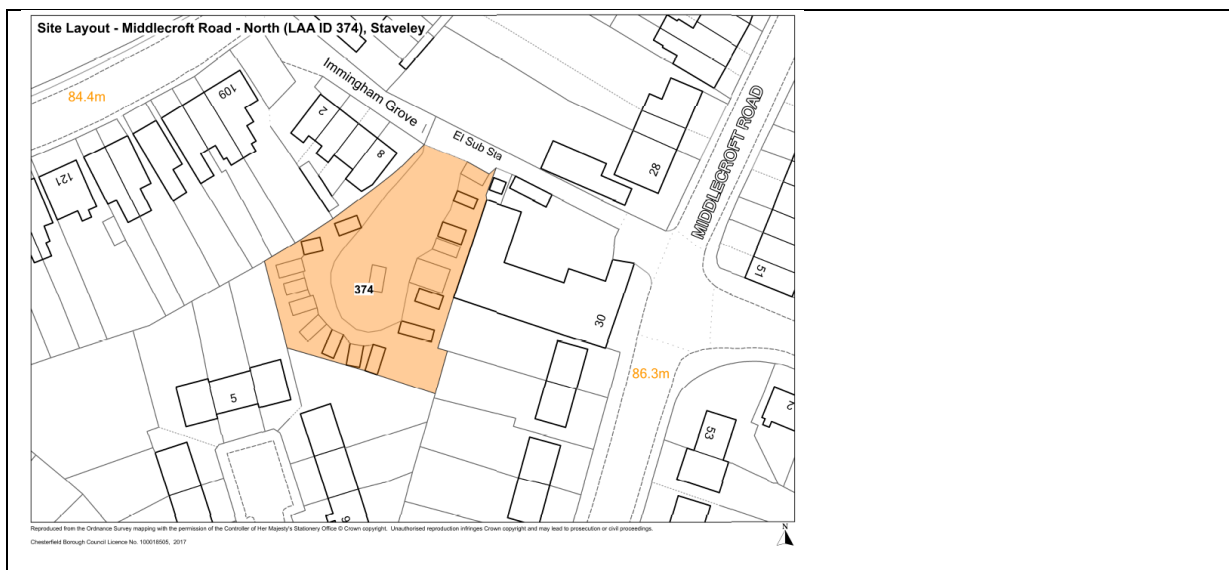 Site Layout - Middlecroft Road - North (LAA ID 374), Staveley
84.4m
109
Immingham Grove
2
El Sub Sta
MIDDLECROFT ROAD
8
28
121
51
374
30
86.3m
5
2
53
Reproduced from the Ordnance Survey mapping with the permission of the Controller of Her Majesty's Stationery Office © Crown copyright. Unauthorised reproduction infringes Crown copyright and may lead to prosecution or civil proceedings.
Chesterfield Borough Council Licence No. 100018505, 2017
N